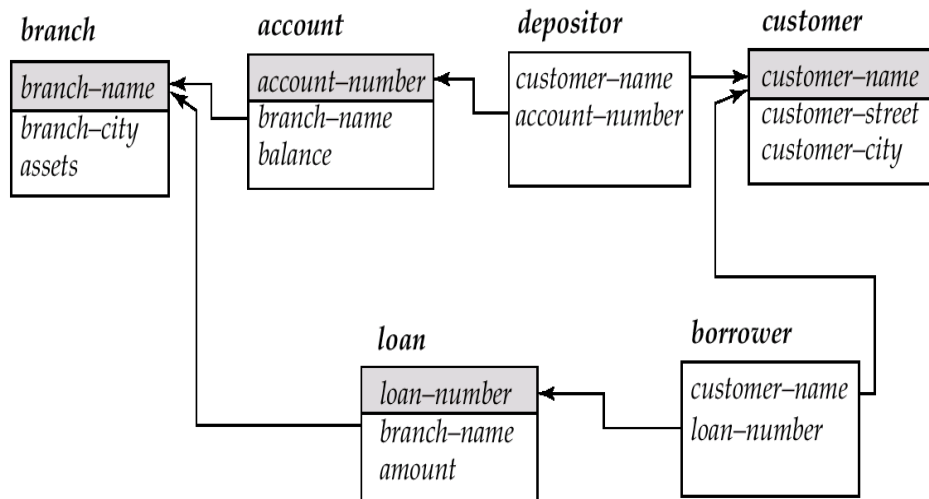 branch
branch–name
branch–city
assets
account
account–number
branch–name
balance
depositor
customer–name
account–number
customer
customer–name
customer–street
customer–city
loan
loan–number
branch–name
amount
borrower
customer–name
loan–number